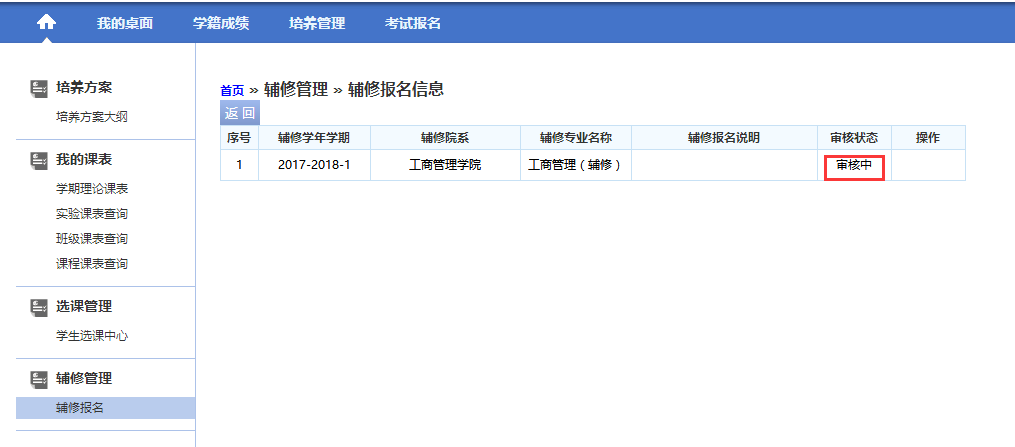 我的桌面 学籍成绩 培养管理 考试报名
培养方案
培养方案大纲
我的课表
学期理论课表
实验课表查询
班级课表查询
课程课表查询
选课管理
学生选课中心
辅修管理
辅修报名
首页 » 辅修管理 » 辅修报名信息
返 回
序号 辅修学年学期 辅修院系 辅修专业名称 辅修报名说明 审核状态 操作
1 2017-2018-1 工商管理学院 工商管理（辅修） 审核中